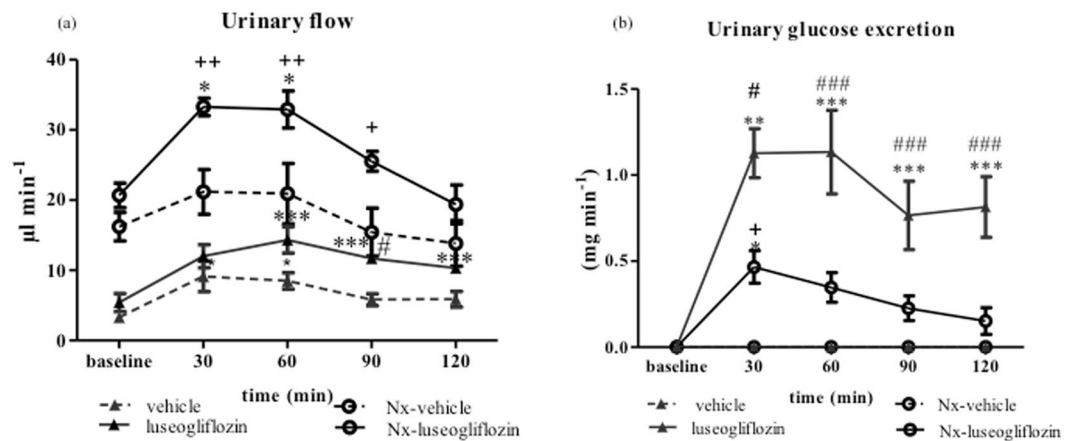 (a)
Urinary flow
µl min⁻¹
40
30
20
10
0
++
*
++
*
+
***
***
#
***
*
*
baseline 30 60 90 120
time (min)
vehicle
luseogliflozin
Nx-vehicle
Nx-luseogliflozin
(b)
Urinary glucose excretion
(mg min⁻¹)
1.5
1.0
0.5
0.0
#
**
###
***
###
***
###
***
+
*
baseline 30 60 90 120
time (min)
vehicle
luseogliflozin
Nx-vehicle
Nx-luseogliflozin